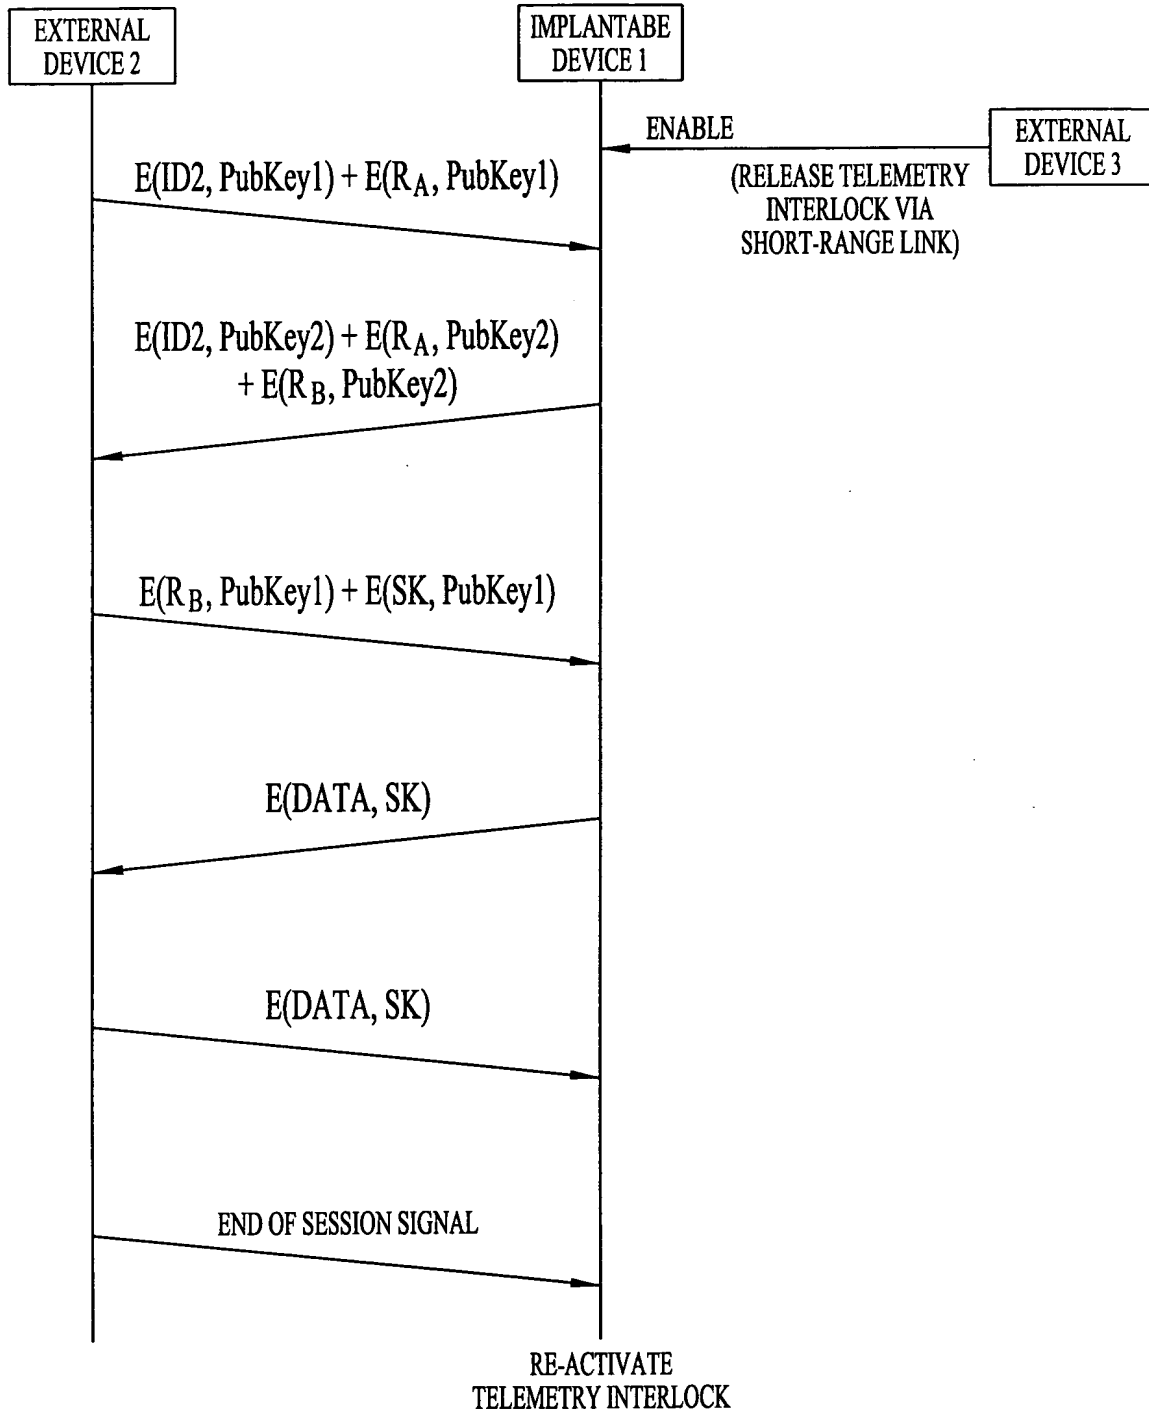 EXTERNAL
DEVICE 2
IMPLANTABE
DEVICE 1
ENABLE
EXTERNAL
DEVICE 3
(RELEASE TELEMETRY
INTERLOCK VIA
SHORT-RANGE LINK)
E(ID2, PubKey1) + E(RA, PubKey1)
E(ID2, PubKey2) + E(RA, PubKey2)
+ E(RB, PubKey2)
E(RB, PubKey1) + E(SK, PubKey1)
E(DATA, SK)
E(DATA, SK)
END OF SESSION SIGNAL
RE-ACTIVATE
TELEMETRY INTERLOCK